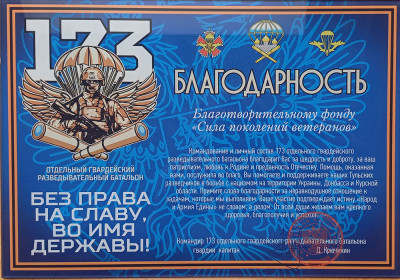 173
ОТДЕЛЬНЫЙ ГВАРДЕЙСКИЙ
РАЗВЕДЫВАТЕЛЬНЫЙ БАТАЛЬОН
БЕЗ ПРАВА
НА СЛАВУ,
ВО ИМЯ
ДЕРЖАВЫ!
БЛАГОДАРНОСТЬ
Благотворительному фонду
«Сила поколений ветеранов»
Командование и личный состав 173 отдельного гвардейского
разведывательного батальона благодарит Вас за щедрость и доброту, за ваш
патриотизм, любовь к Родине и преданность Отечеству. Помощь, оказанная
вами, послужила во благо. Вы помогаете и поддерживаете наших Тульских
разведчиков в борьбе с нацизмом на территории Украины, Донбасса и Курской
области. Примите слова благодарности за неравнодушное отношение к
задачам, которые мы выполняем. Ваше участие подтверждает истину: «Народ
и Армия Едины» не словом, а делом. От всей души желаем вам крепкого
здоровья, благополучия и успехов!
Командир 173 отдельного гвардейского разведывательного батальона
гвардии капитан